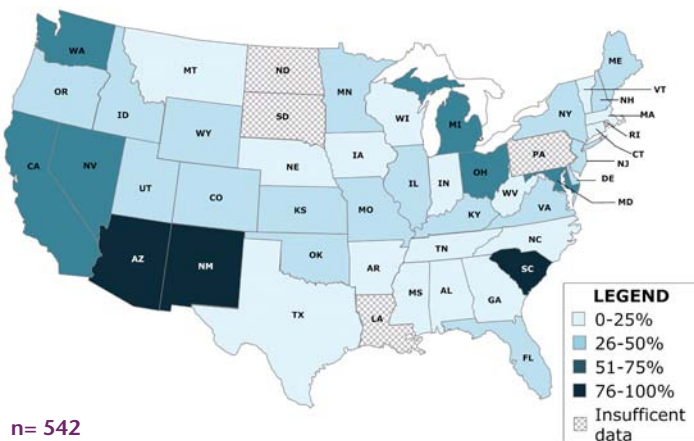 WA
MT
ND
MN
ME
VT
OR
ID
SD
WI
NH
WY
NY
MA
MI
RI
IA
PA
CT
NE
NV
OH
NJ
CA
IL
IN
UT
DE
CO
WV
KS
MO
VA
MD
KY
NC
TN
OK
AZ
NM
AR
SC
MS
AL
GA
TX
LA
FL
LEGEND
0-25%
26-50%
51-75%
76-100%
Insufficent
data
n= 542